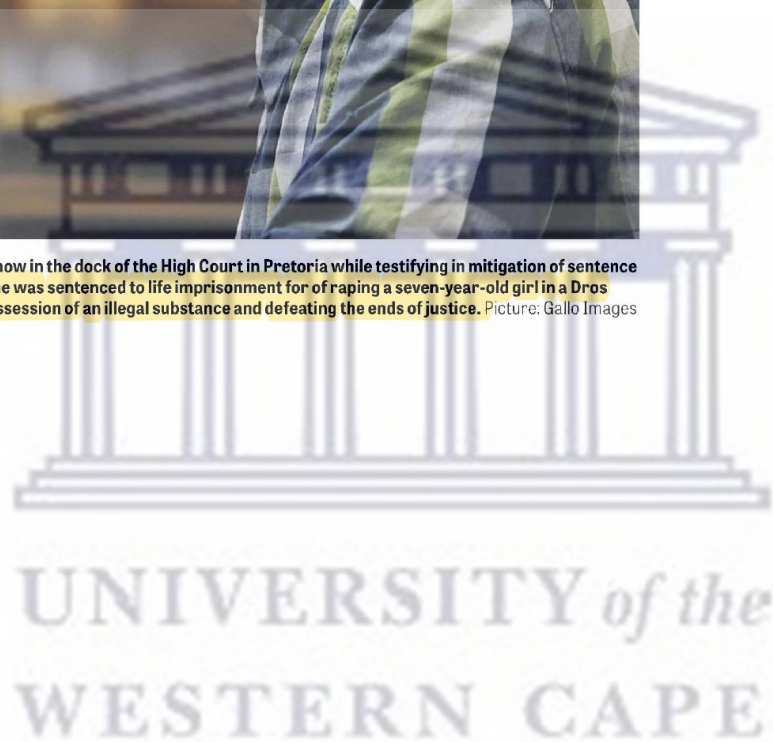 now in the dock of the High Court in Pretoria while testifying in mitigation of sentence
e was sentenced to life imprisonment for of raping a seven-year-old girl in a Dros
ssession of an illegal substance and defeating the ends of justice. Picture: Gallo Images
UNIVERSITY of the
WESTERN CAPE